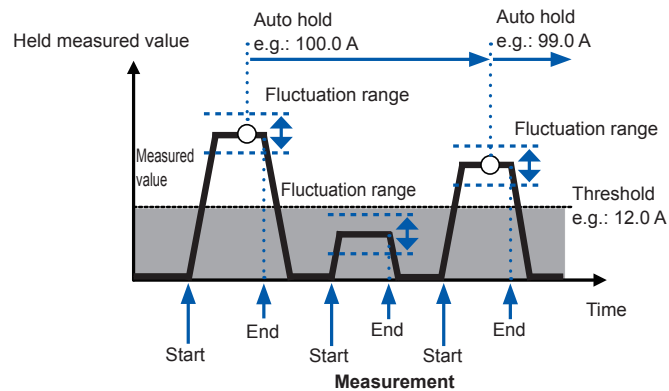 Auto hold
e.g.: 100.0 A
Auto hold
e.g.: 99.0 A
Held measured value
Fluctuation range
Fluctuation range
Measured
value
Fluctuation range
Threshold
e.g.: 12.0 A
Time
Start
End
Start
End
Start
End
Measurement